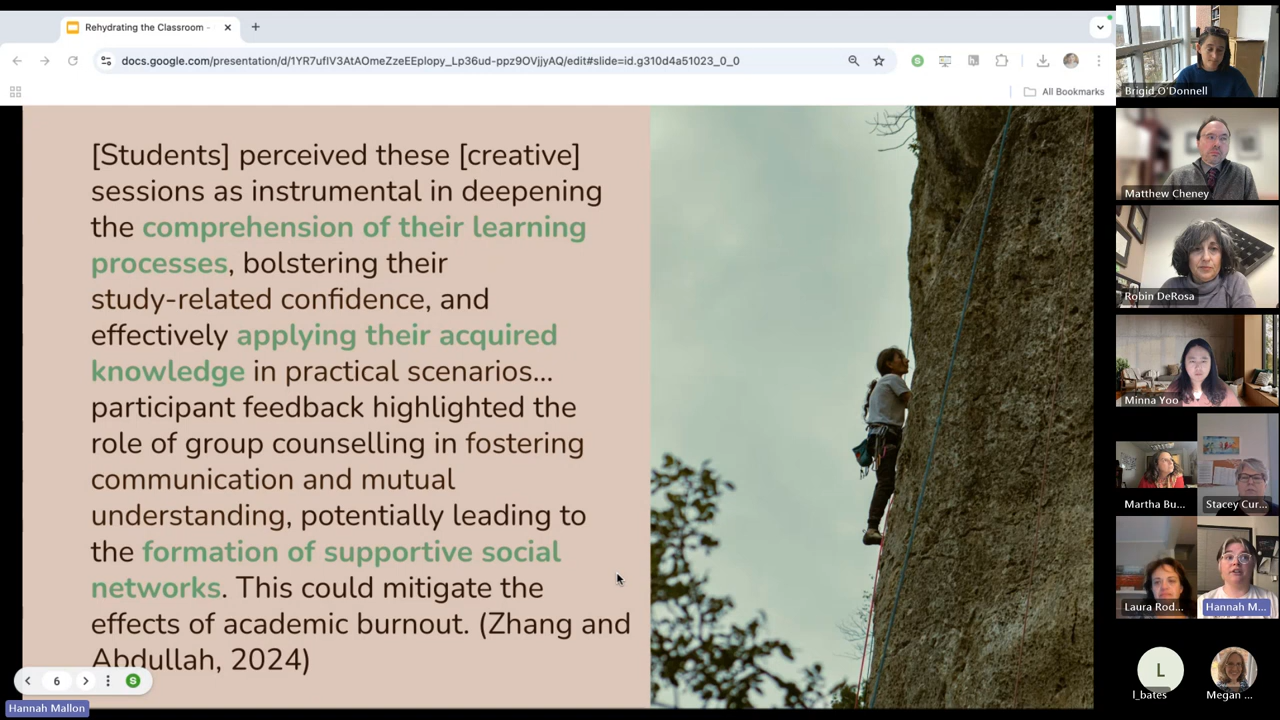 Rehydrating the Classroom -
docs.google.com/presentation/d/1YR7uflV3AtAOmeZzeEEplopy_Lp36ud-ppz9OVjjyAQ/edit#slide=id.g310d4a51023_0_0
All Bookmarks
[Students] perceived these [creative]
sessions as instrumental in deepening
the comprehension of their learning
processes, bolstering their
study-related confidence, and
effectively applying their acquired
knowledge in practical scenarios...
participant feedback highlighted the
role of group counselling in fostering
communication and mutual
understanding, potentially leading to
the formation of supportive social
networks. This could mitigate the
effects of academic burnout. (Zhang and
Abdullah, 2024)
6
S
Hannah Mallon
Brigid O'Donnell
Matthew Cheney
Robin DeRosa
Minna Yoo
Martha Bu...
Stacey Cur...
Laura Rod...
Hannah M...
L
l_bates
Megan ...